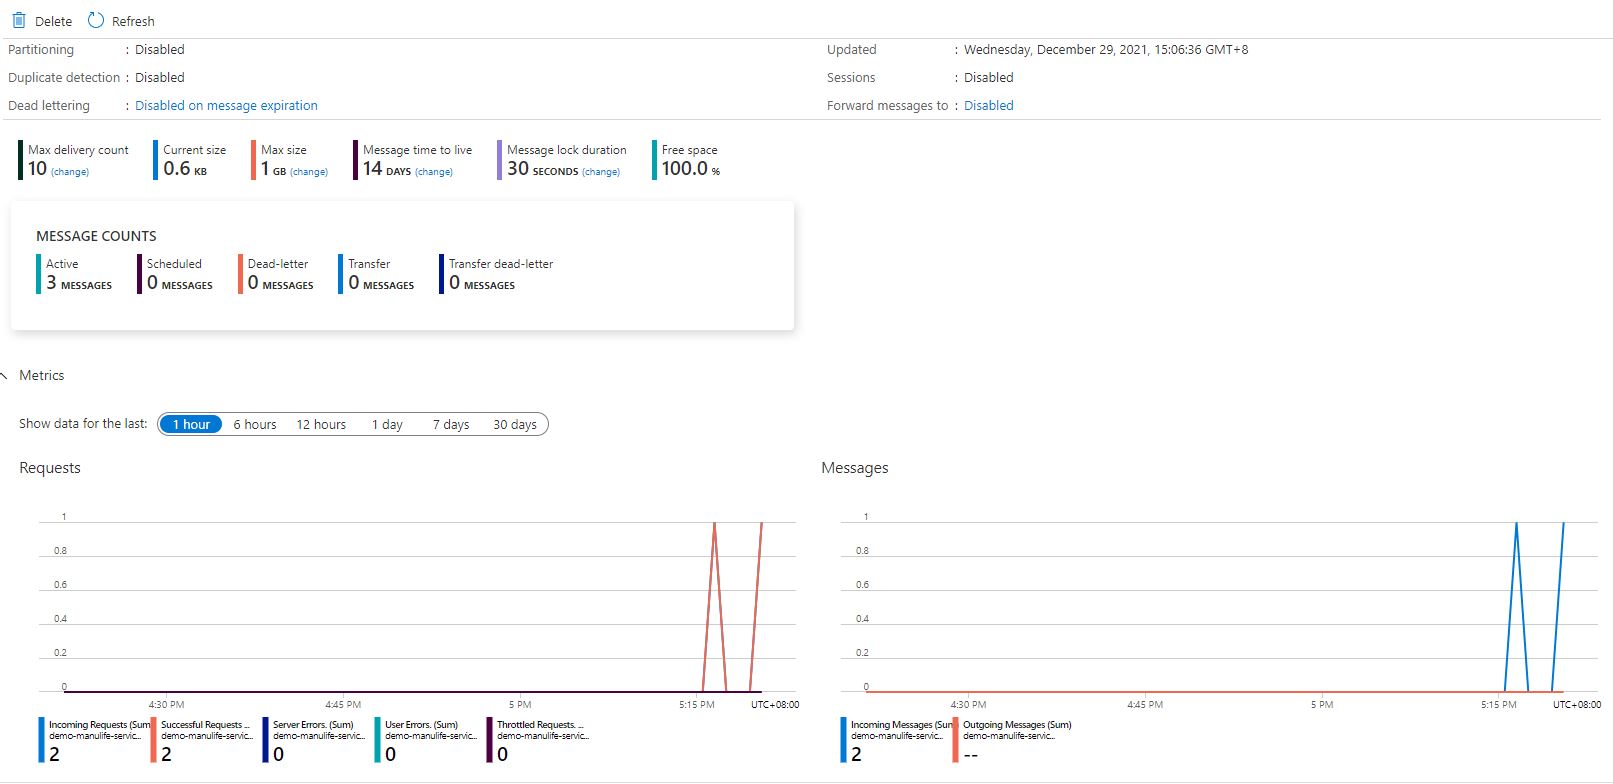 Delete Refresh
Partitioning : Disabled
Updated : Wednesday, December 29, 2021, 15:06:36 GMT+8
Duplicate detection : Disabled
Sessions : Disabled
Dead lettering : Disabled on message expiration
Forward messages to : Disabled
Max delivery count
10 (change)
Current size
0.6 KB
Max size
1 GB (change)
Message time to live
14 DAYS (change)
Message lock duration
30 SECONDS (change)
Free space
100.0 %
MESSAGE COUNTS
Active
3 MESSAGES
Scheduled
0 MESSAGES
Dead-letter
0 MESSAGES
Transfer
0 MESSAGES
Transfer dead-letter
0 MESSAGES
Metrics
Show data for the last: 1 hour 6 hours 12 hours 1 day 7 days 30 days
Requests
1
0.8
0.6
0.4
0.2
0
4:30 PM 4:45 PM 5 PM 5:15 PM UTC+08:00
Incoming Requests (Sum)
demo-manulife-servic...
2
Successful Requests ...
demo-manulife-servic...
2
Server Errors. (Sum)
demo-manulife-servic...
0
User Errors. (Sum)
demo-manulife-servic...
0
Throttled Requests. ...
demo-manulife-servic...
0
Messages
1
0.8
0.6
0.4
0.2
0
4:30 PM 4:45 PM 5 PM 5:15 PM UTC+08:00
Incoming Messages (Sum)
demo-manulife-servic...
2
Outgoing Messages (Sum)
demo-manulife-servic...
--